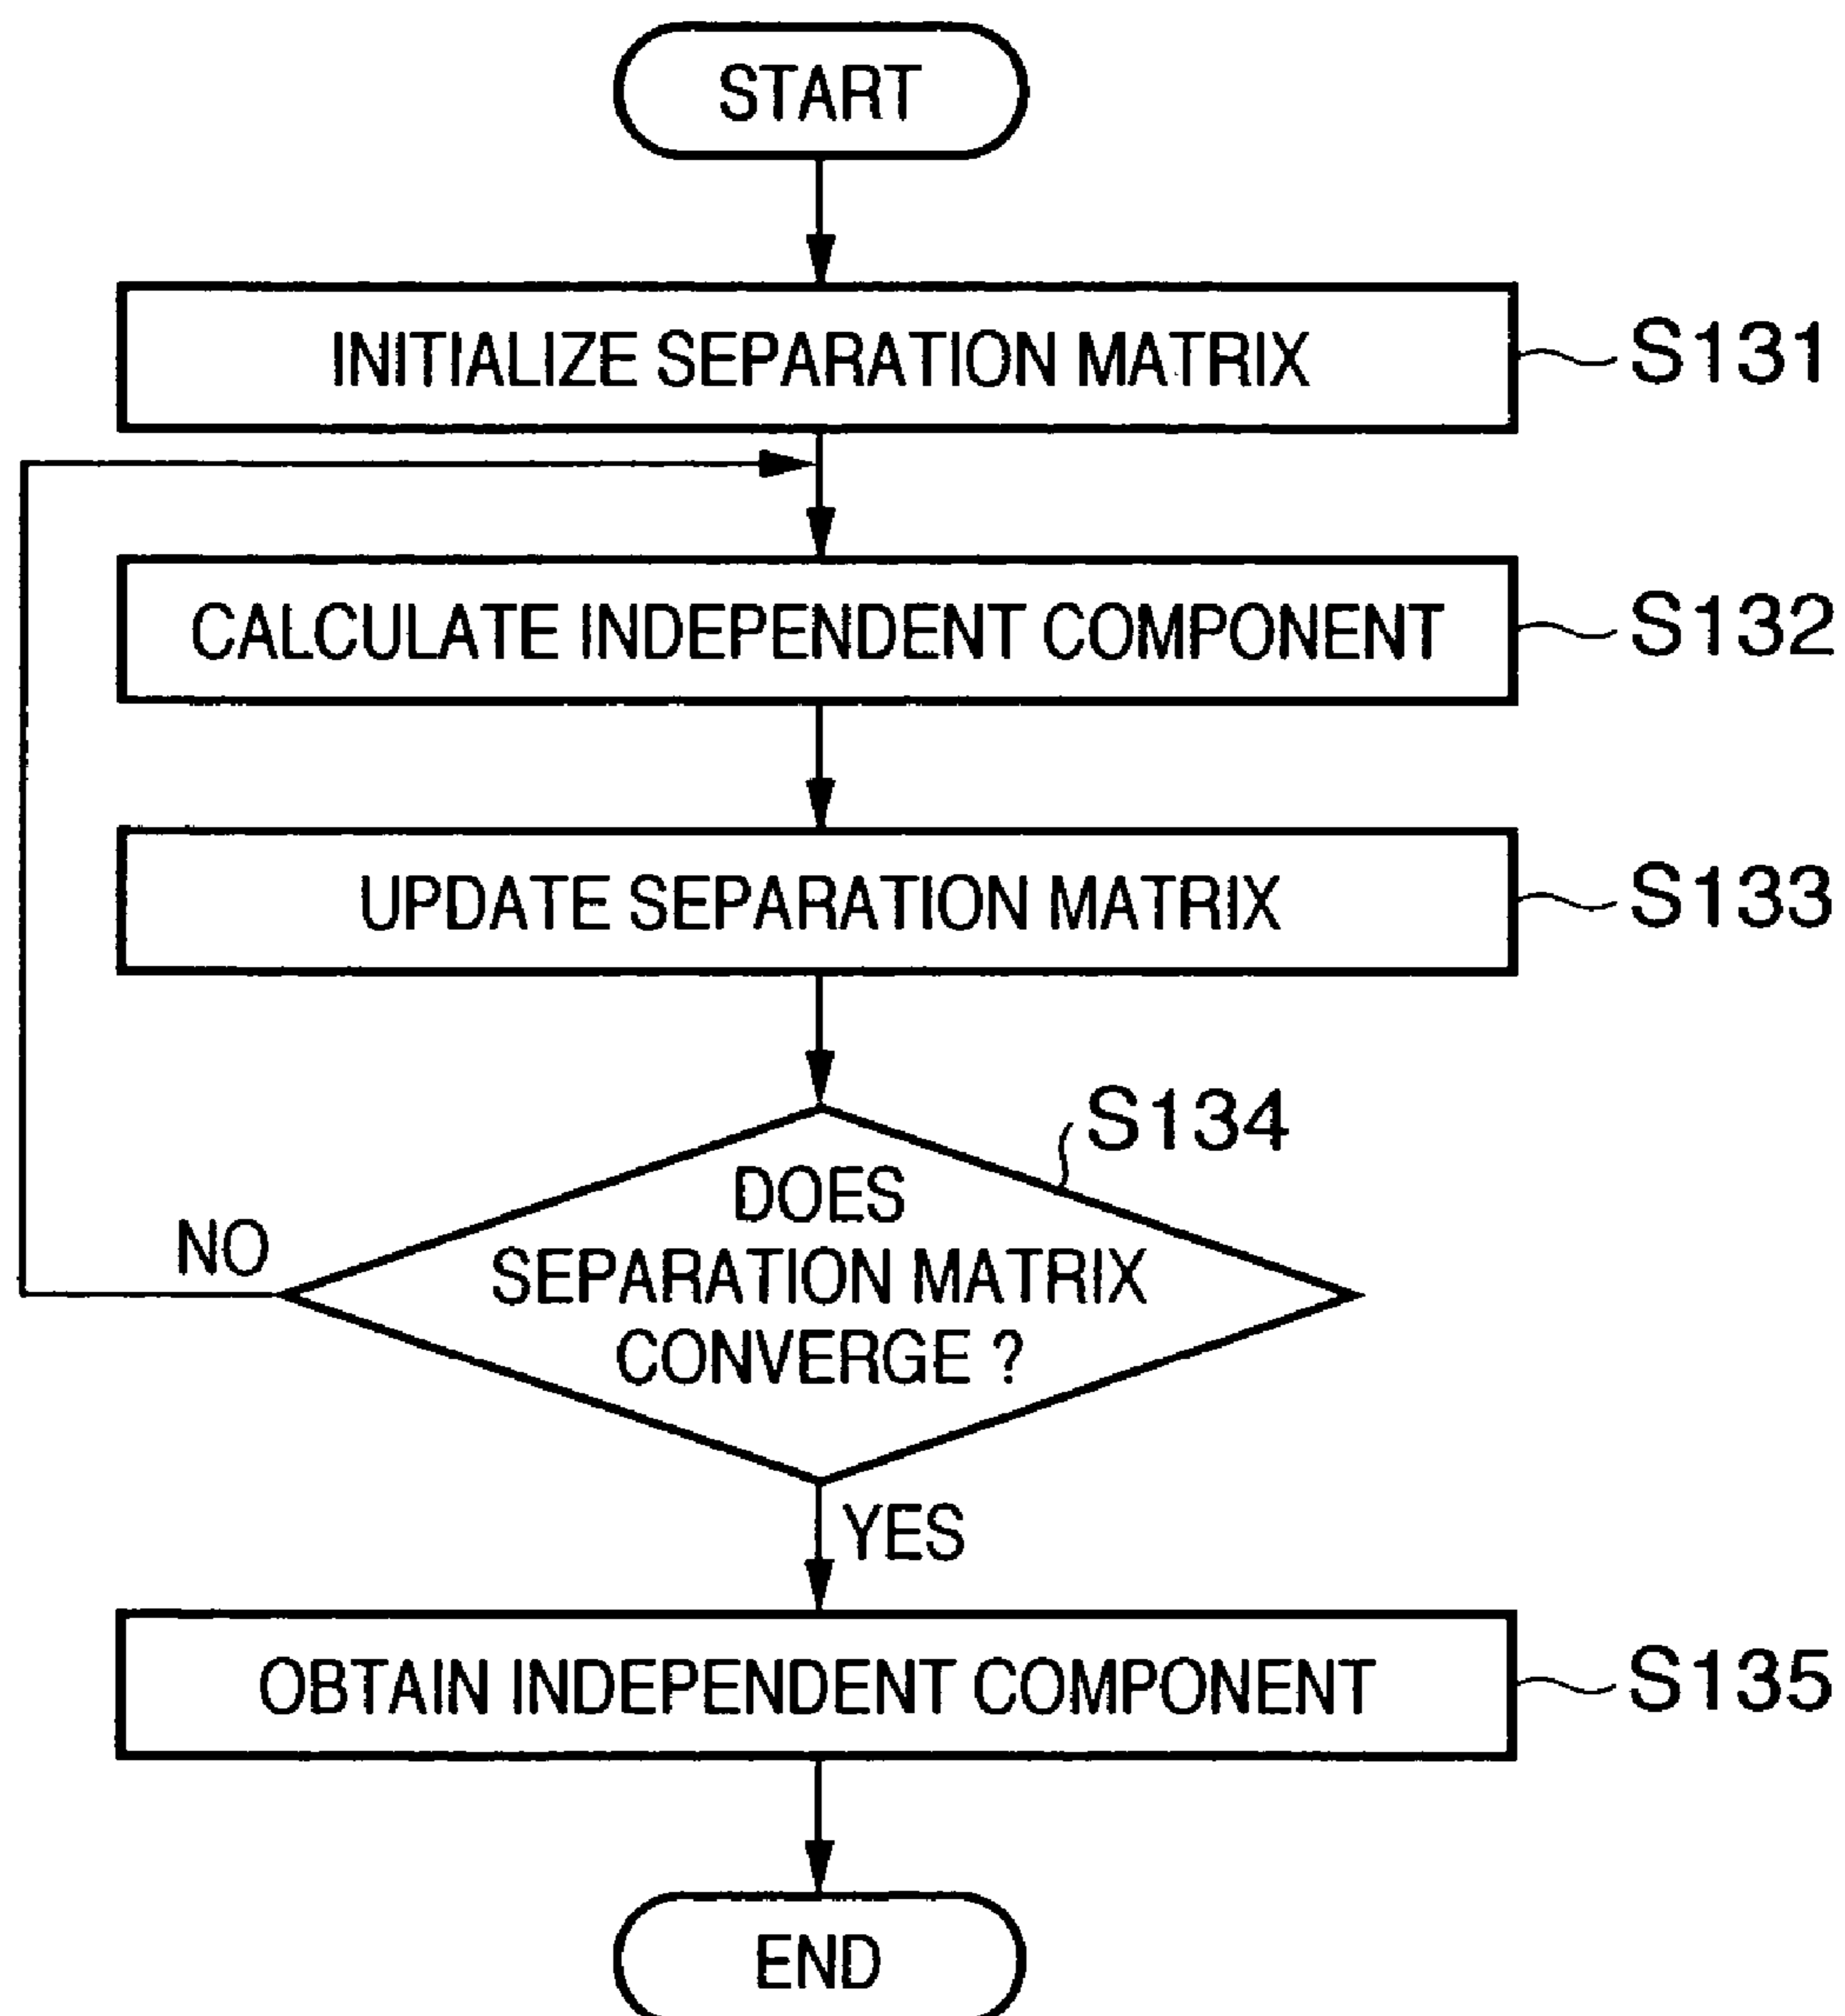 START
INITIALIZE SEPARATION MATRIX
S131
CALCULATE INDEPENDENT COMPONENT
S132
UPDATE SEPARATION MATRIX
S133
S134
DOES
SEPARATION MATRIX
CONVERGE ?
NO
YES
OBTAIN INDEPENDENT COMPONENT
S135
END